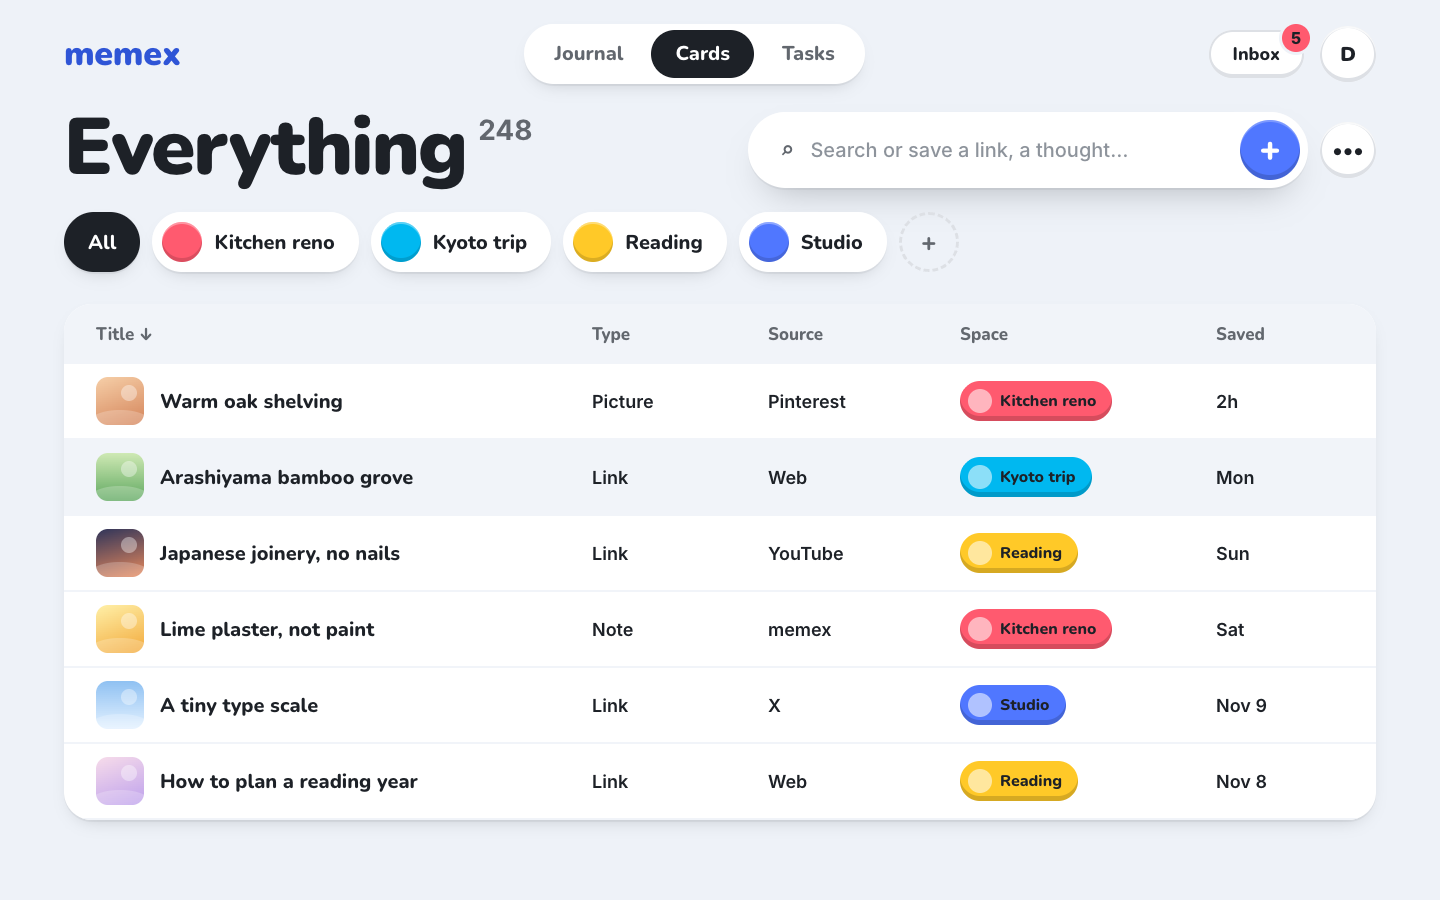 memex
Journal Cards Tasks
Inbox 5 D
Everything 248
Search or save a link, a thought...
All Kitchen reno Kyoto trip Reading Studio +
Title ↓ Type Source Space Saved
Warm oak shelving Picture Pinterest Kitchen reno 2h
Arashiyama bamboo grove Link Web Kyoto trip Mon
Japanese joinery, no nails Link YouTube Reading Sun
Lime plaster, not paint Note memex Kitchen reno Sat
A tiny type scale Link X Studio Nov 9
How to plan a reading year Link Web Reading Nov 8